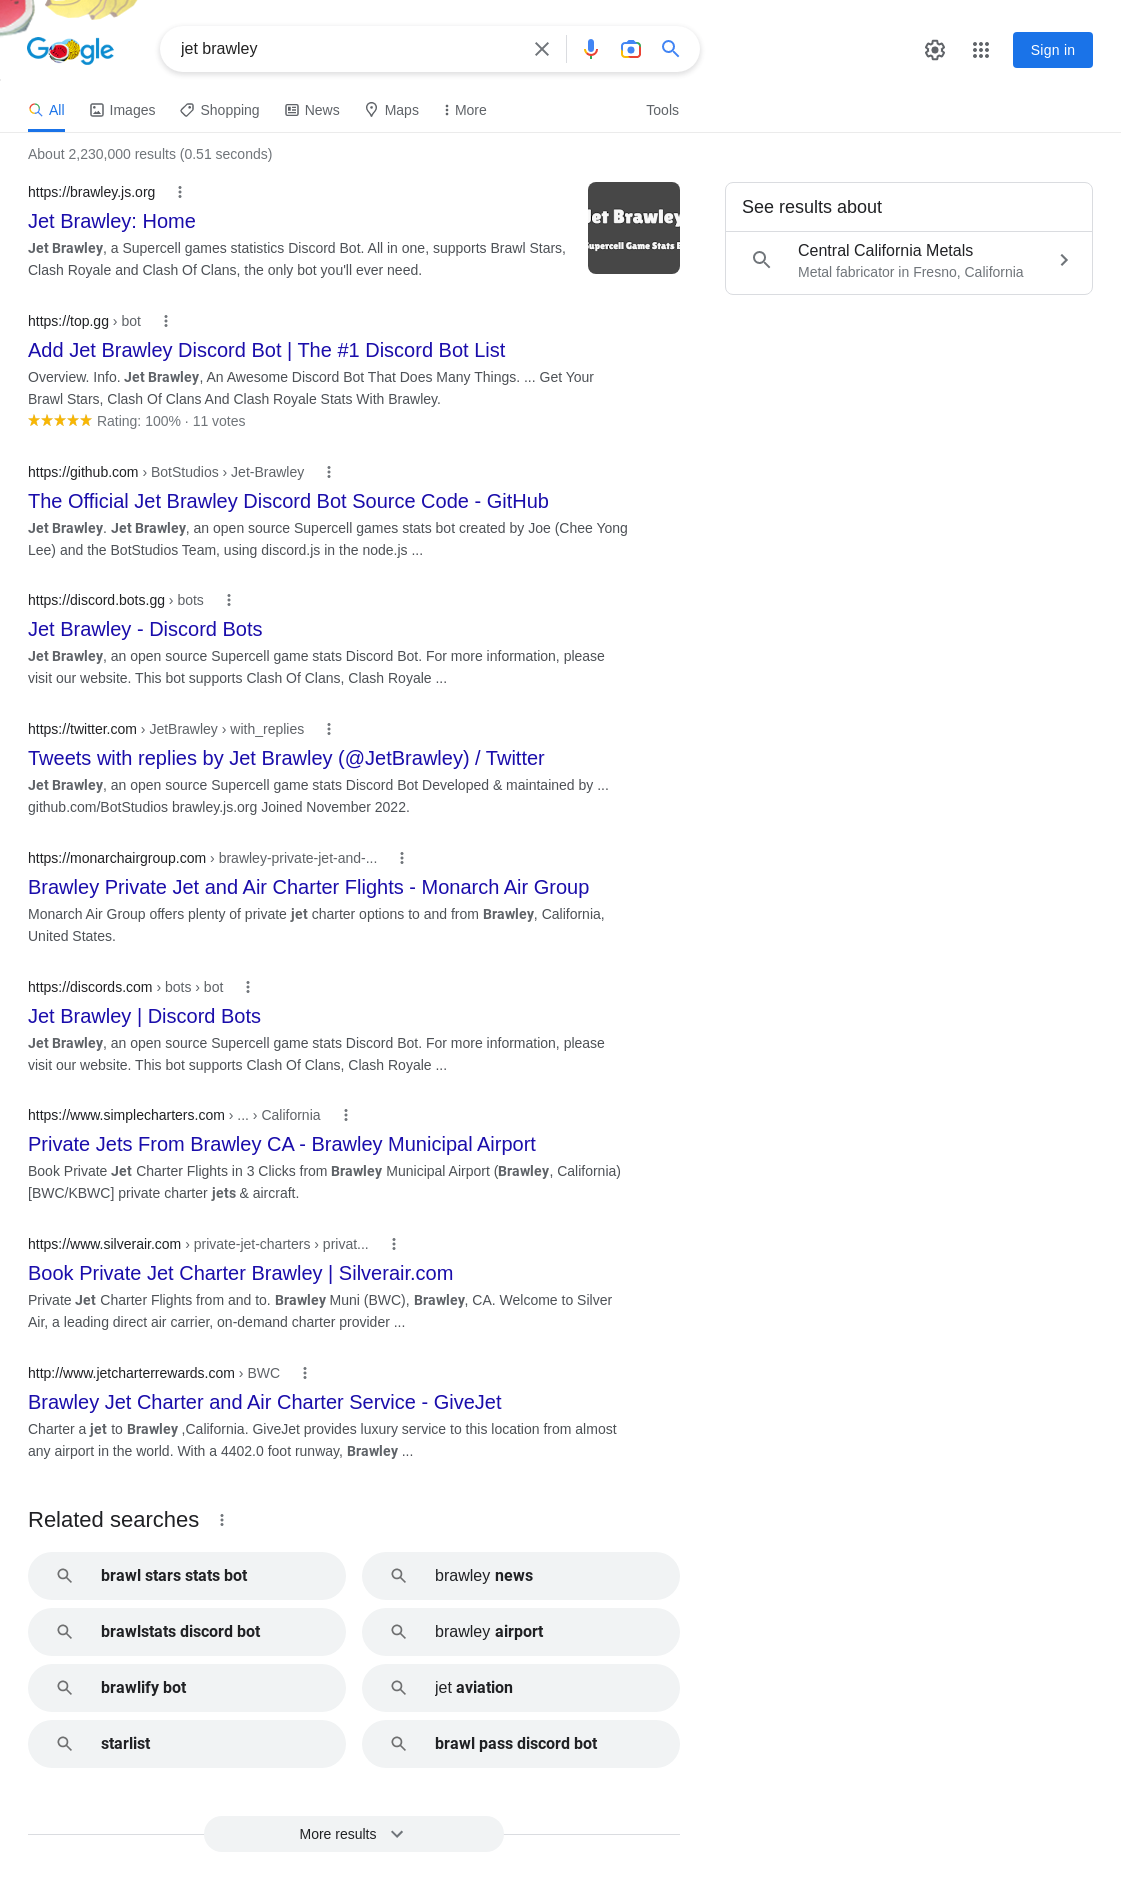 Google
jet brawley
Sign in
All
Images
Shopping
News
Maps
More
Tools
About 2,230,000 results (0.51 seconds)
https://brawley.js.org
Jet Brawley: Home
Jet Brawley, a Supercell games statistics Discord Bot. All in one, supports Brawl Stars,
Clash Royale and Clash Of Clans, the only bot you'll ever need.
Jet Brawley
Supercell Game Stats B
See results about
Central California Metals
Metal fabricator in Fresno, California
https://top.gg › bot
Add Jet Brawley Discord Bot | The #1 Discord Bot List
Overview. Info. Jet Brawley, An Awesome Discord Bot That Does Many Things. ... Get Your
Brawl Stars, Clash Of Clans And Clash Royale Stats With Brawley.
Rating: 100% · 11 votes
https://github.com › BotStudios › Jet-Brawley
The Official Jet Brawley Discord Bot Source Code - GitHub
Jet Brawley. Jet Brawley, an open source Supercell games stats bot created by Joe (Chee Yong
Lee) and the BotStudios Team, using discord.js in the node.js ...
https://discord.bots.gg › bots
Jet Brawley - Discord Bots
Jet Brawley, an open source Supercell game stats Discord Bot. For more information, please
visit our website. This bot supports Clash Of Clans, Clash Royale ...
https://twitter.com › JetBrawley › with_replies
Tweets with replies by Jet Brawley (@JetBrawley) / Twitter
Jet Brawley, an open source Supercell game stats Discord Bot Developed & maintained by ...
github.com/BotStudios brawley.js.org Joined November 2022.
https://monarchairgroup.com › brawley-private-jet-and-...
Brawley Private Jet and Air Charter Flights - Monarch Air Group
Monarch Air Group offers plenty of private jet charter options to and from Brawley, California,
United States.
https://discords.com › bots › bot
Jet Brawley | Discord Bots
Jet Brawley, an open source Supercell game stats Discord Bot. For more information, please
visit our website. This bot supports Clash Of Clans, Clash Royale ...
https://www.simplecharters.com › ... › California
Private Jets From Brawley CA - Brawley Municipal Airport
Book Private Jet Charter Flights in 3 Clicks from Brawley Municipal Airport (Brawley, California)
[BWC/KBWC] private charter jets & aircraft.
https://www.silverair.com › private-jet-charters › privat...
Book Private Jet Charter Brawley | Silverair.com
Private Jet Charter Flights from and to. Brawley Muni (BWC), Brawley, CA. Welcome to Silver
Air, a leading direct air carrier, on-demand charter provider ...
http://www.jetcharterrewards.com › BWC
Brawley Jet Charter and Air Charter Service - GiveJet
Charter a jet to Brawley ,California. GiveJet provides luxury service to this location from almost
any airport in the world. With a 4402.0 foot runway, Brawley ...
Related searches
brawl stars stats bot
brawley news
brawlstats discord bot
brawley airport
brawlify bot
jet aviation
starlist
brawl pass discord bot
More results